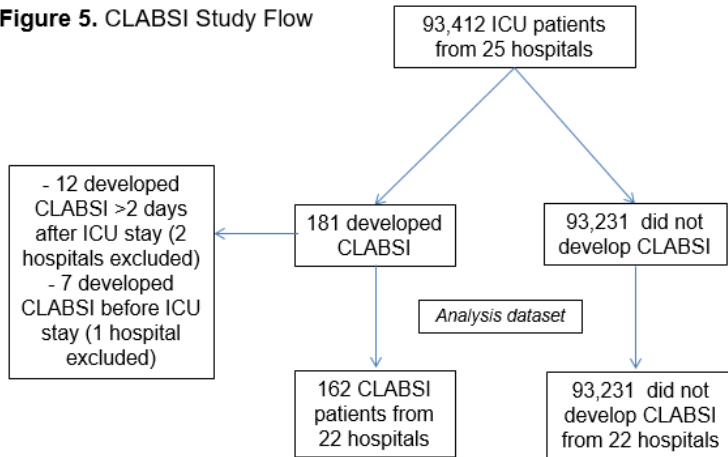 Figure 5. CLABSI Study Flow
93,412 ICU patients
from 25 hospitals
- 12 developed
CLABSI >2 days
after ICU stay (2
hospitals excluded)
- 7 developed
CLABSI before ICU
stay (1 hospital
excluded)
181 developed
CLABSI
93,231 did not
develop CLABSI
Analysis dataset
162 CLABSI
patients from
22 hospitals
93,231 did not
develop CLABSI
from 22 hospitals